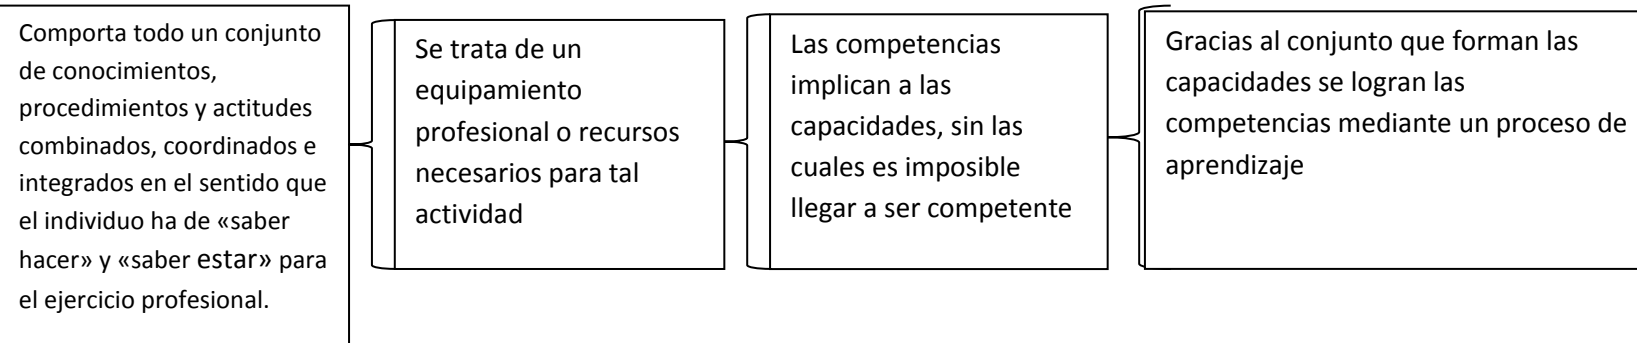 Comporta todo un conjunto
de conocimientos,
procedimientos y actitudes
combinados, coordinados e
integrados en el sentido que
el individuo ha de «saber
hacer» y «saber estar» para
el ejercicio profesional.
Se trata de un
equipamiento
profesional o recursos
necesarios para tal
actividad
Las competencias
implican a las
capacidades, sin las
cuales es imposible
llegar a ser competente
Gracias al conjunto que forman las
capacidades se logran las
competencias mediante un proceso de
aprendizaje